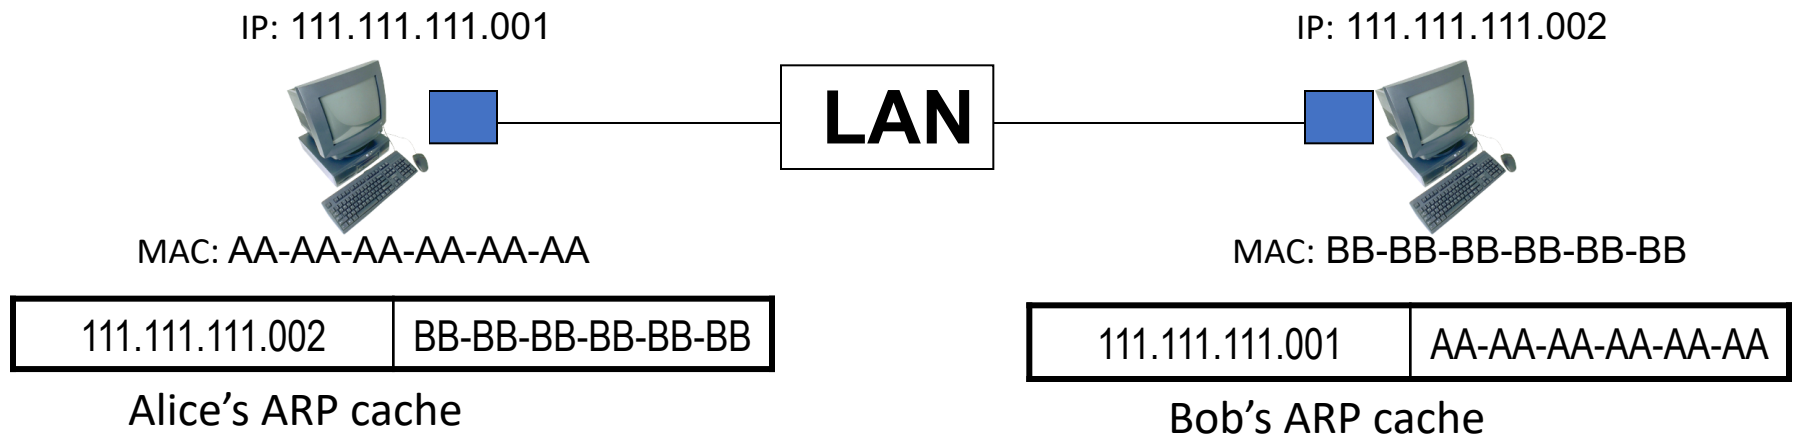 IP: 111.111.111.001
IP: 111.111.111.002
LAN
MAC: AA-AA-AA-AA-AA-AA
MAC: BB-BB-BB-BB-BB-BB
111.111.111.002 BB-BB-BB-BB-BB-BB
111.111.111.001 AA-AA-AA-AA-AA-AA
Alice’s ARP cache
Bob’s ARP cache